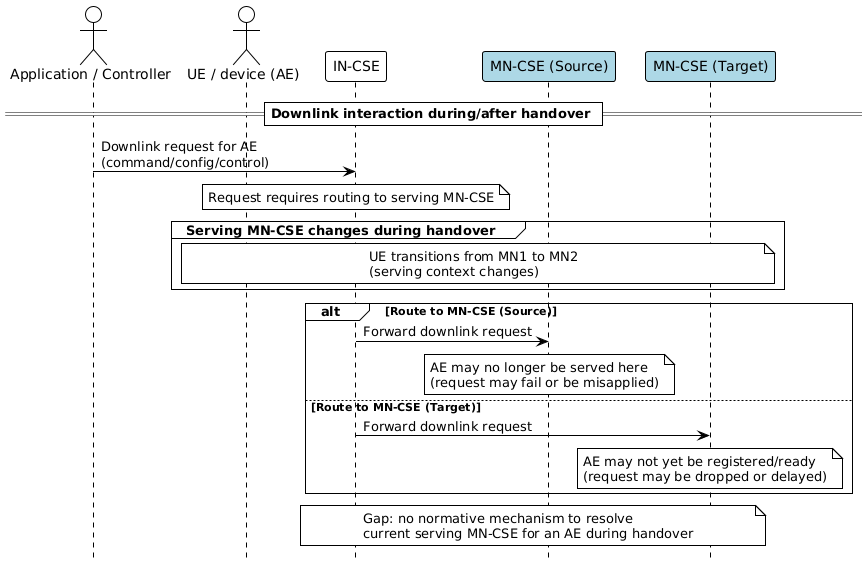 Application / Controller
UE / device (AE)
IN-CSE
MN-CSE (Source)
MN-CSE (Target)
Downlink interaction during/after handover
Downlink request for AE
(command/config/control)
Request requires routing to serving MN-CSE
Serving MN-CSE changes during handover
UE transitions from MN1 to MN2
(serving context changes)
alt
[Route to MN-CSE (Source)]
Forward downlink request
AE may no longer be served here
(request may fail or be misapplied)
[Route to MN-CSE (Target)]
Forward downlink request
AE may not yet be registered/ready
(request may be dropped or delayed)
Gap: no normative mechanism to resolve
current serving MN-CSE for an AE during handover